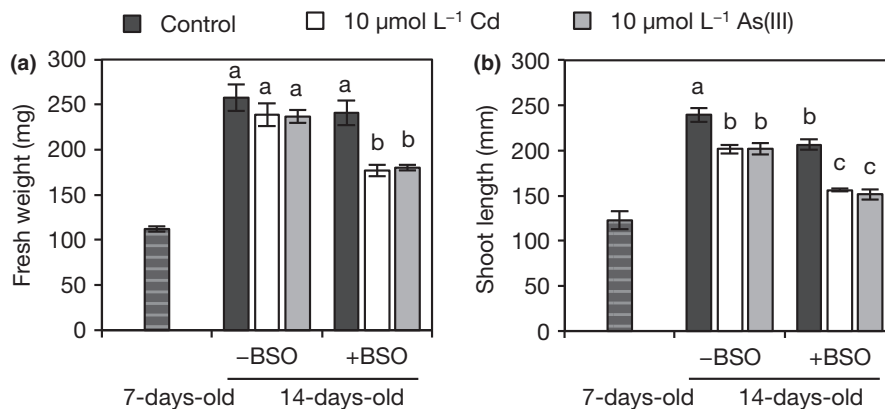 Control 10 µmol L⁻¹ Cd 10 µmol L⁻¹ As(III)
(a)
Fresh weight (mg)
300
250
200
150
100
50
0
a
a
a
a
b
b
–BSO +BSO
7-days-old 14-days-old
(b)
Shoot length (mm)
300
250
200
150
100
50
0
a
b
b
b
c
c
–BSO +BSO
7-days-old 14-days-old